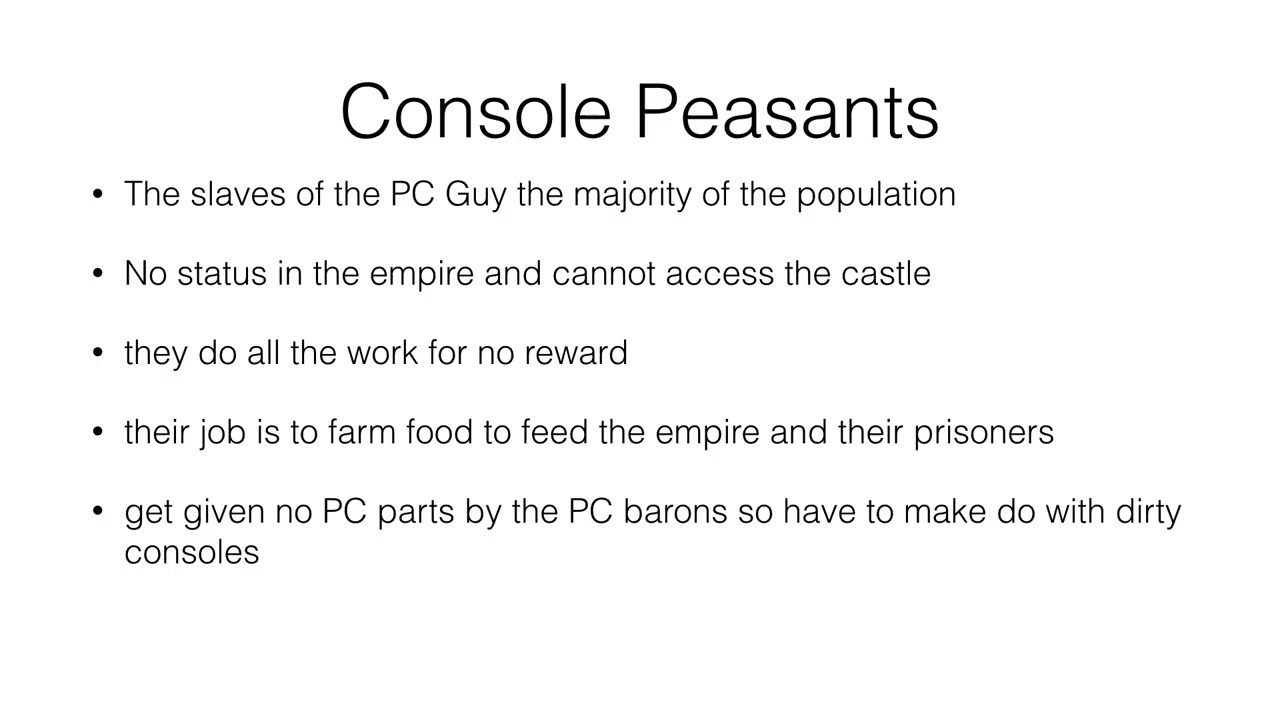 Console Peasants
• The slaves of the PC Guy the majority of the population
• No status in the empire and cannot access the castle
• they do all the work for no reward
• their job is to farm food to feed the empire and their prisoners
• get given no PC parts by the PC barons so have to make do with dirty
consoles